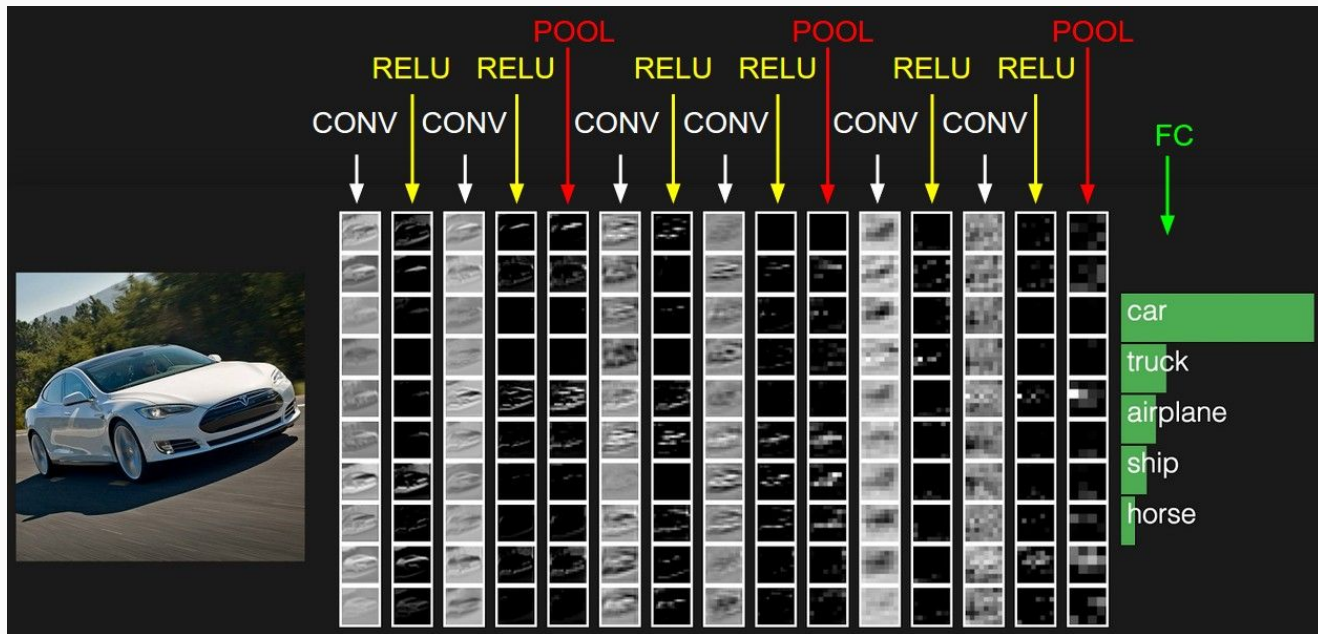 POOL POOL POOL
RELU RELU RELU RELU RELU RELU
CONV CONV CONV CONV CONV CONV
FC
car
truck
airplane
ship
horse